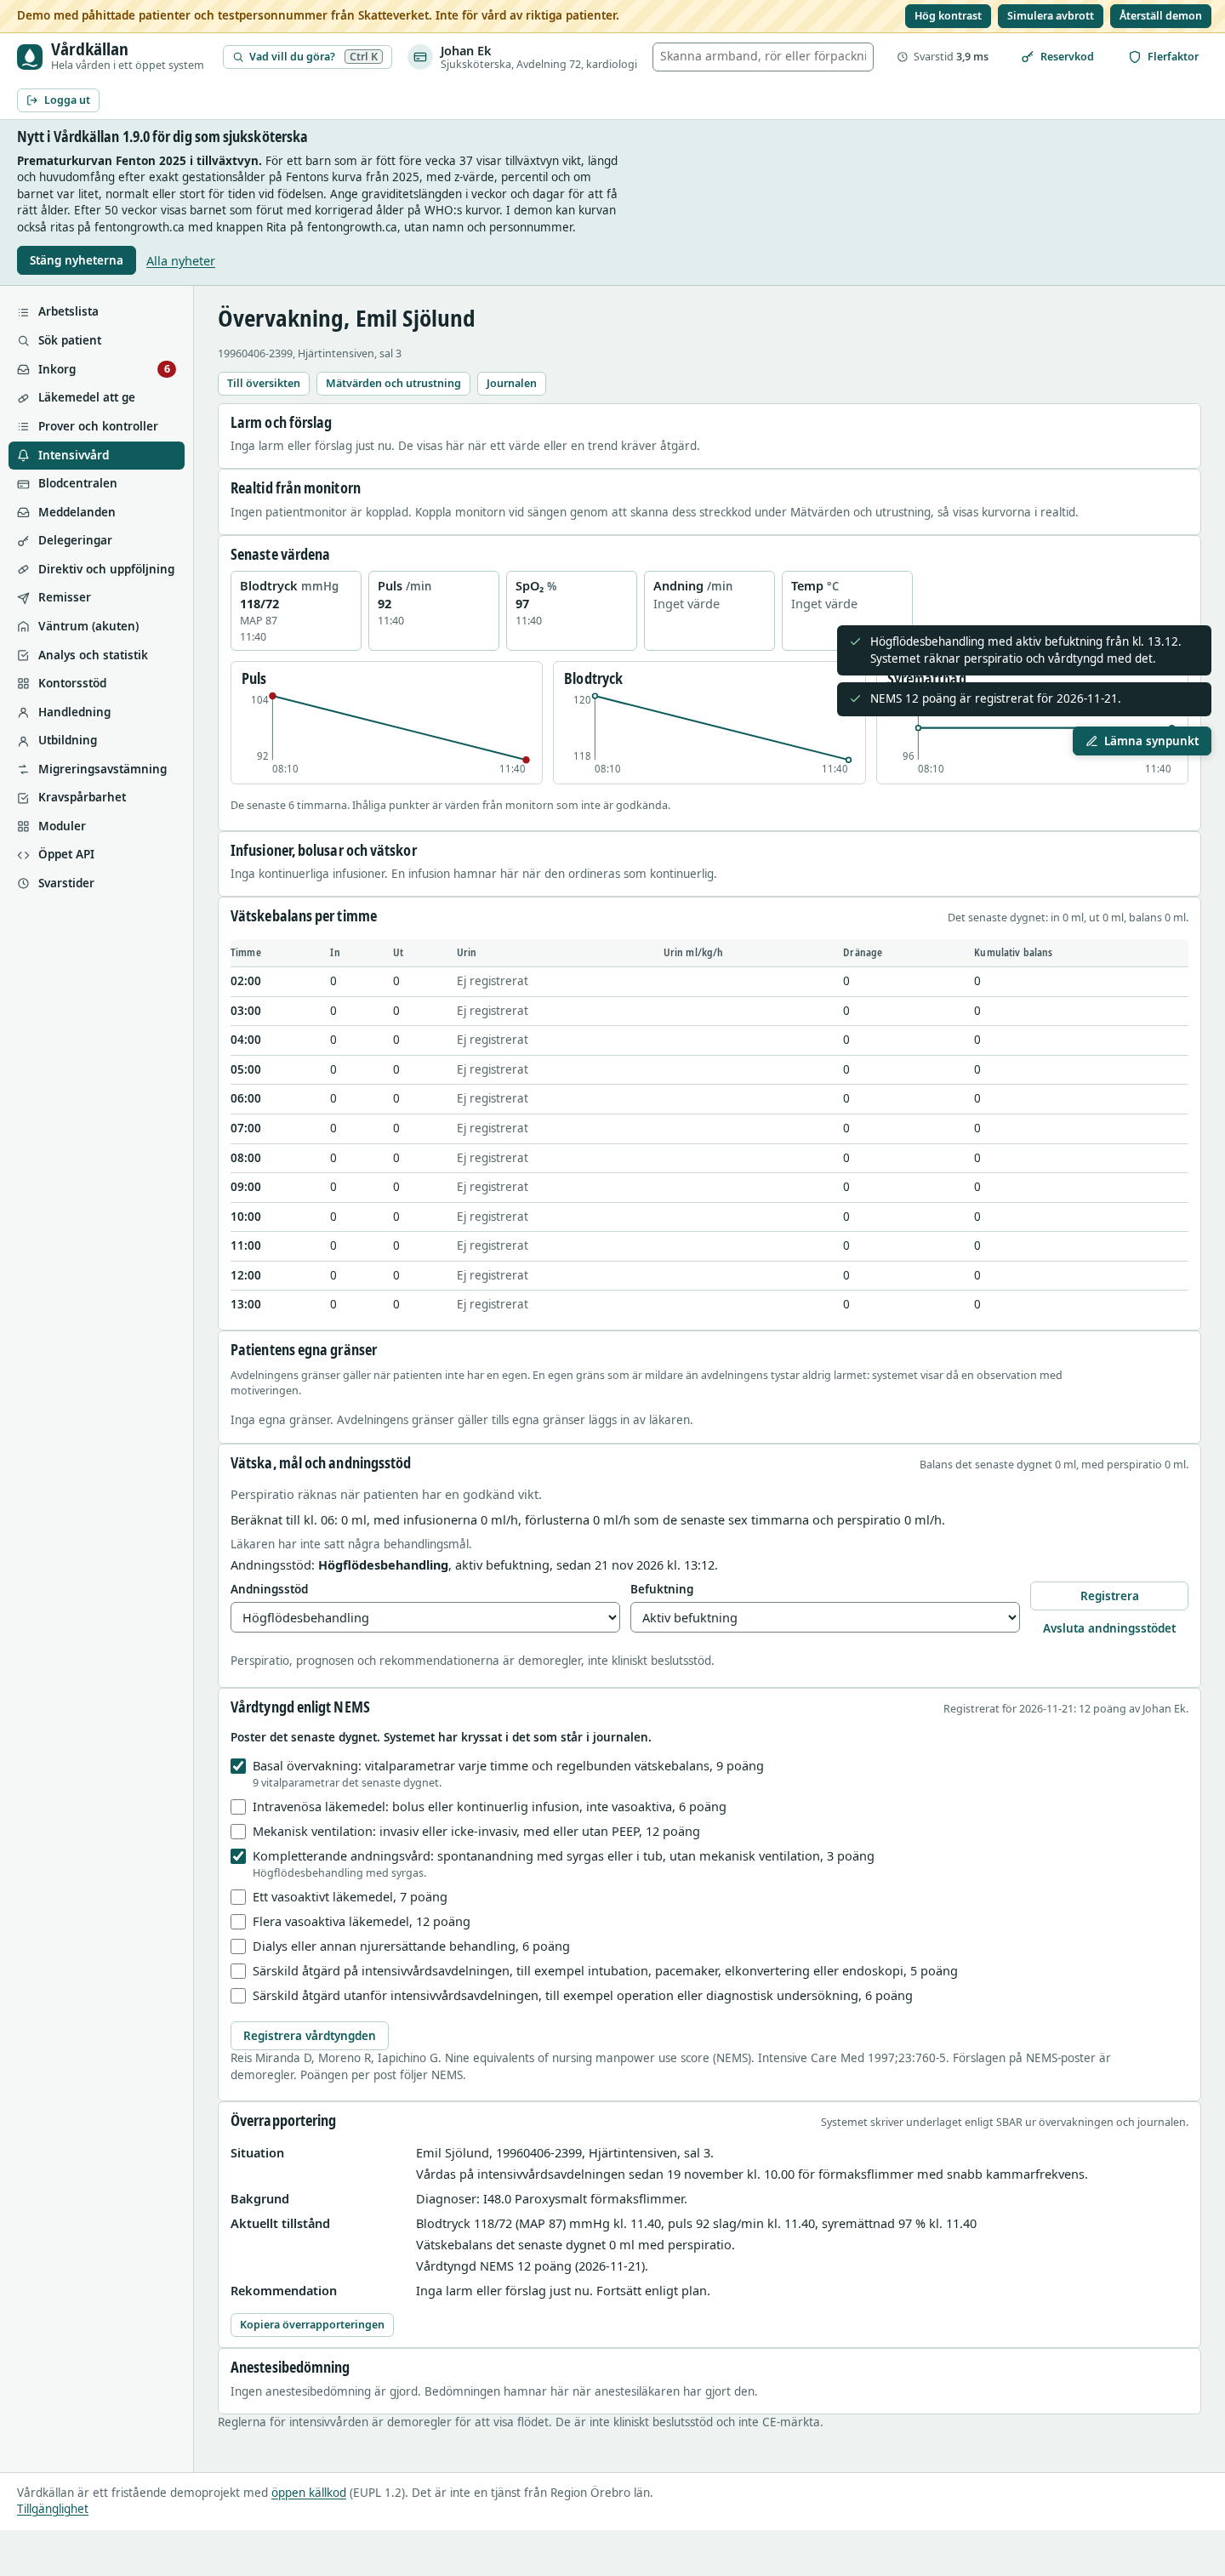 Demo med påhittade patienter och testpersonnummer från Skatteverket. Inte för vård av riktiga patienter.
Hög kontrast
Simulera avbrott
Återställ demon
Vårdkällan
Hela vården i ett öppet system
Vad vill du göra? Ctrl K
Johan Ek
Sjuksköterska, Avdelning 72, kardiologi
Skanna armband, rör eller förpackni
Svarstid 3,9 ms
Reservkod
Flerfaktor
Logga ut
Nytt i Vårdkällan 1.9.0 för dig som sjuksköterska
Prematurkurvan Fenton 2025 i tillväxtvyn. För ett barn som är fött före vecka 37 visar tillväxtvyn vikt, längd
och huvudomfång efter exakt gestationsålder på Fentons kurva från 2025, med z-värde, percentil och om
barnet var litet, normalt eller stort för tiden vid födelsen. Ange graviditetslängden i veckor och dagar för att få
rätt ålder. Efter 50 veckor visas barnet som förut med korrigerad ålder på WHO:s kurvor. I demon kan kurvan
också ritas på fentongrowth.ca med knappen Rita på fentongrowth.ca, utan namn och personnummer.
Stäng nyheterna
Alla nyheter
Arbetslista
Sök patient
Inkorg 6
Läkemedel att ge
Prover och kontroller
Intensivvård
Blodcentralen
Meddelanden
Delegeringar
Direktiv och uppföljning
Remisser
Väntrum (akuten)
Analys och statistik
Kontorsstöd
Handledning
Utbildning
Migreringsavstämning
Kravspårbarhet
Moduler
Öppet API
Svarstider
Övervakning, Emil Sjölund
19960406-2399, Hjärtintensiven, sal 3
Till översikten
Mätvärden och utrustning
Journalen
Larm och förslag
Inga larm eller förslag just nu. De visas här när ett värde eller en trend kräver åtgärd.
Realtid från monitorn
Ingen patientmonitor är kopplad. Koppla monitorn vid sängen genom att skanna dess streckkod under Mätvärden och utrustning, så visas kurvorna i realtid.
Senaste värdena
Blodtryck mmHg
118/72
MAP 87
11:40
Puls /min
92
11:40
SpO₂ %
97
11:40
Andning /min
Inget värde
Temp °C
Inget värde
Högflödesbehandling med aktiv befuktning från kl. 13.12.
Systemet räknar perspiratio och vårdtyngd med det.
NEMS 12 poäng är registrerat för 2026-11-21.
Lämna synpunkt
Puls
104
92
08:10 11:40
Blodtryck
120
118
08:10 11:40
Syremättnad
96
08:10 11:40
De senaste 6 timmarna. Ihåliga punkter är värden från monitorn som inte är godkända.
Infusioner, bolusar och vätskor
Inga kontinuerliga infusioner. En infusion hamnar här när den ordineras som kontinuerlig.
Vätskebalans per timme
Det senaste dygnet: in 0 ml, ut 0 ml, balans 0 ml.
Timme In Ut Urin Urin ml/kg/h Dränage Kumulativ balans
02:00 0 0 Ej registrerat 0 0
03:00 0 0 Ej registrerat 0 0
04:00 0 0 Ej registrerat 0 0
05:00 0 0 Ej registrerat 0 0
06:00 0 0 Ej registrerat 0 0
07:00 0 0 Ej registrerat 0 0
08:00 0 0 Ej registrerat 0 0
09:00 0 0 Ej registrerat 0 0
10:00 0 0 Ej registrerat 0 0
11:00 0 0 Ej registrerat 0 0
12:00 0 0 Ej registrerat 0 0
13:00 0 0 Ej registrerat 0 0
Patientens egna gränser
Avdelningens gränser gäller när patienten inte har en egen. En egen gräns som är mildare än avdelningens tystar aldrig larmet: systemet visar då en observation med
motiveringen.
Inga egna gränser. Avdelningens gränser gäller tills egna gränser läggs in av läkaren.
Vätska, mål och andningsstöd
Balans det senaste dygnet 0 ml, med perspiratio 0 ml.
Perspiratio räknas när patienten har en godkänd vikt.
Beräknat till kl. 06: 0 ml, med infusionerna 0 ml/h, förlusterna 0 ml/h som de senaste sex timmarna och perspiratio 0 ml/h.
Läkaren har inte satt några behandlingsmål.
Andningsstöd: Högflödesbehandling, aktiv befuktning, sedan 21 nov 2026 kl. 13:12.
Andningsstöd
Högflödesbehandling
Befuktning
Aktiv befuktning
Registrera
Avsluta andningsstödet
Perspiratio, prognosen och rekommendationerna är demoregler, inte kliniskt beslutsstöd.
Vårdtyngd enligt NEMS
Registrerat för 2026-11-21: 12 poäng av Johan Ek.
Poster det senaste dygnet. Systemet har kryssat i det som står i journalen.
Basal övervakning: vitalparametrar varje timme och regelbunden vätskebalans, 9 poäng
9 vitalparametrar det senaste dygnet.
Intravenösa läkemedel: bolus eller kontinuerlig infusion, inte vasoaktiva, 6 poäng
Mekanisk ventilation: invasiv eller icke-invasiv, med eller utan PEEP, 12 poäng
Kompletterande andningsvård: spontanandning med syrgas eller i tub, utan mekanisk ventilation, 3 poäng
Högflödesbehandling med syrgas.
Ett vasoaktivt läkemedel, 7 poäng
Flera vasoaktiva läkemedel, 12 poäng
Dialys eller annan njurersättande behandling, 6 poäng
Särskild åtgärd på intensivvårdsavdelningen, till exempel intubation, pacemaker, elkonvertering eller endoskopi, 5 poäng
Särskild åtgärd utanför intensivvårdsavdelningen, till exempel operation eller diagnostisk undersökning, 6 poäng
Registrera vårdtyngden
Reis Miranda D, Moreno R, Iapichino G. Nine equivalents of nursing manpower use score (NEMS). Intensive Care Med 1997;23:760-5. Förslagen på NEMS-poster är
demoregler. Poängen per post följer NEMS.
Överrapportering
Systemet skriver underlaget enligt SBAR ur övervakningen och journalen.
Situation
Emil Sjölund, 19960406-2399, Hjärtintensiven, sal 3.
Vårdas på intensivvårdsavdelningen sedan 19 november kl. 10.00 för förmaksflimmer med snabb kammarfrekvens.
Bakgrund
Diagnoser: I48.0 Paroxysmalt förmaksflimmer.
Aktuellt tillstånd
Blodtryck 118/72 (MAP 87) mmHg kl. 11.40, puls 92 slag/min kl. 11.40, syremättnad 97 % kl. 11.40
Vätskebalans det senaste dygnet 0 ml med perspiratio.
Vårdtyngd NEMS 12 poäng (2026-11-21).
Rekommendation
Inga larm eller förslag just nu. Fortsätt enligt plan.
Kopiera överrapporteringen
Anestesibedömning
Ingen anestesibedömning är gjord. Bedömningen hamnar här när anestesiläkaren har gjort den.
Reglerna för intensivvården är demoregler för att visa flödet. De är inte kliniskt beslutsstöd och inte CE-märkta.
Vårdkällan är ett fristående demoprojekt med öppen källkod (EUPL 1.2). Det är inte en tjänst från Region Örebro län.
Tillgänglighet